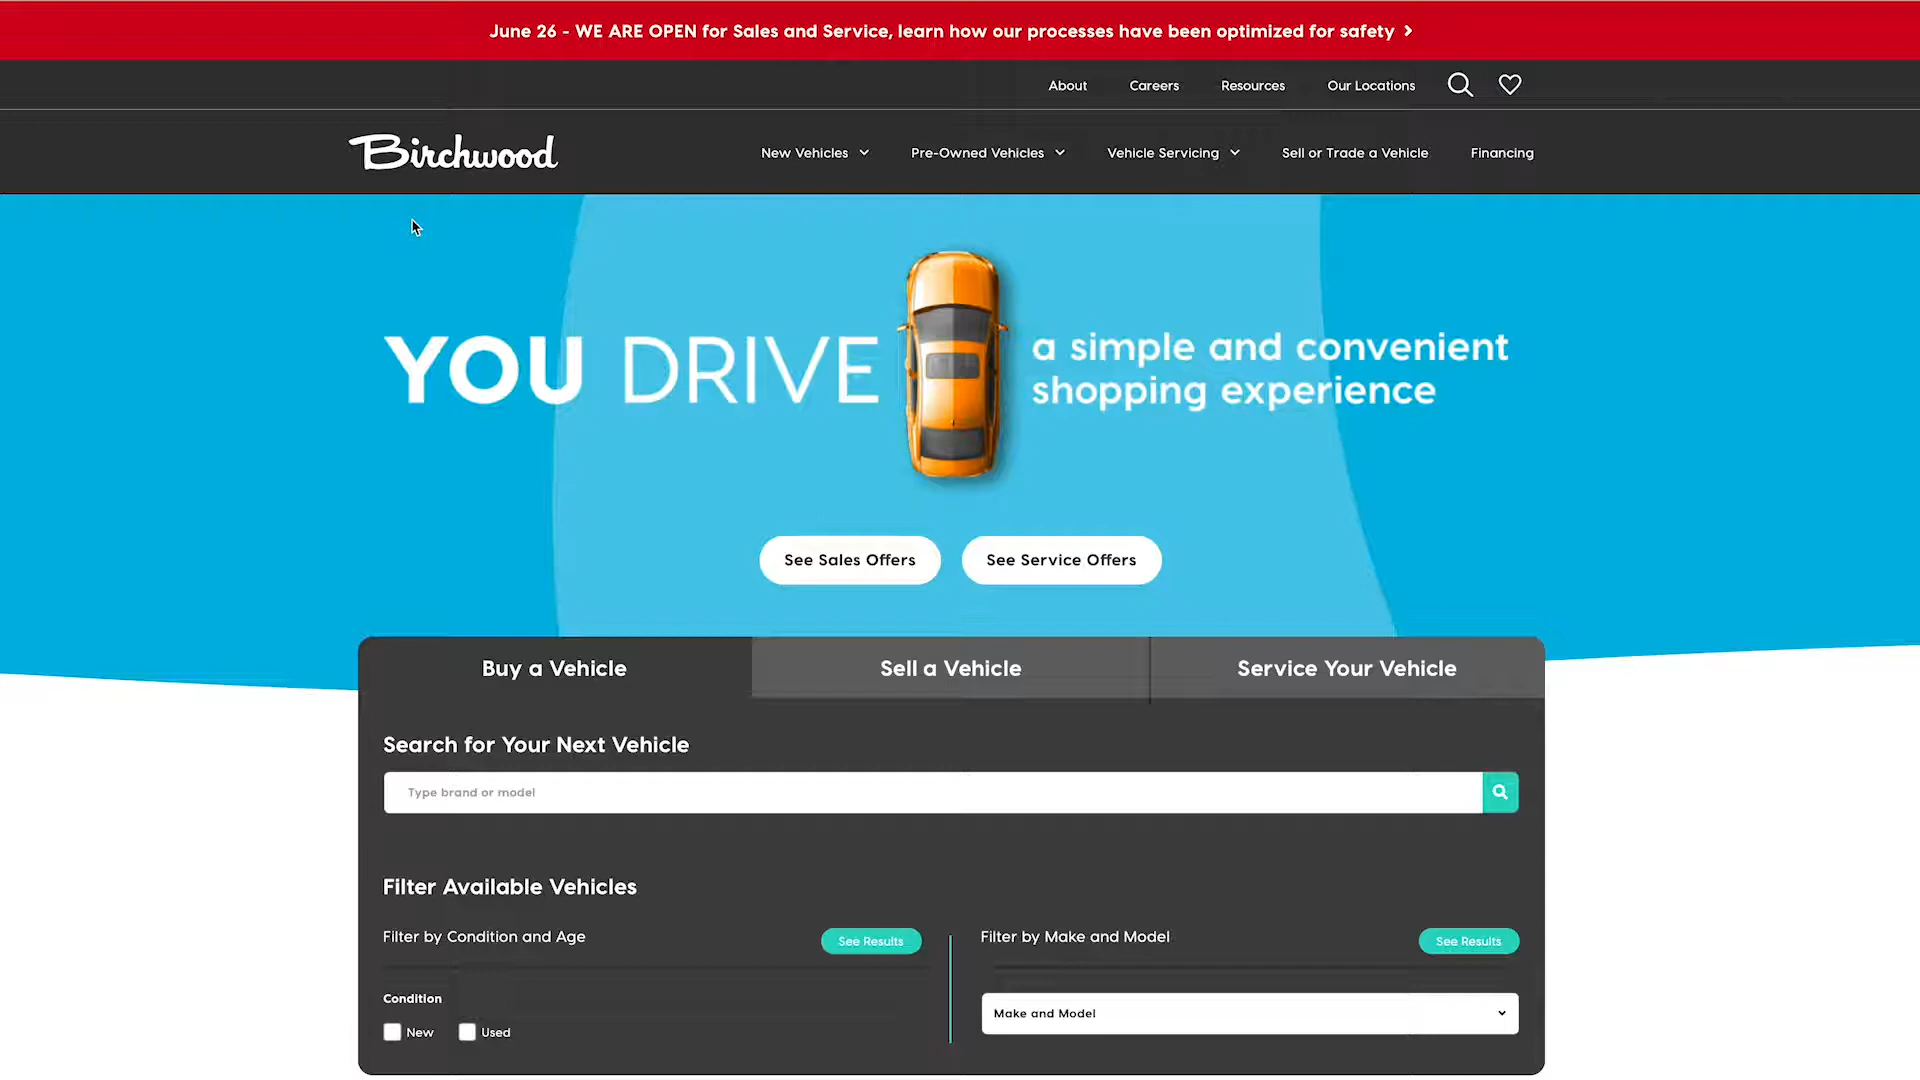 June 26 - WE ARE OPEN for Sales and Service, learn how our processes have been optimized for safety
About Careers Resources Our Locations
Birchwood
New Vehicles Pre-Owned Vehicles Vehicle Servicing Sell or Trade a Vehicle Financing
YOU DRIVE
a simple and convenient
shopping experience
See Sales Offers See Service Offers
Buy a Vehicle Sell a Vehicle Service Your Vehicle
Search for Your Next Vehicle
Type brand or model
Filter Available Vehicles
Filter by Condition and Age See Results
Condition
New Used
Filter by Make and Model See Results
Make and Model